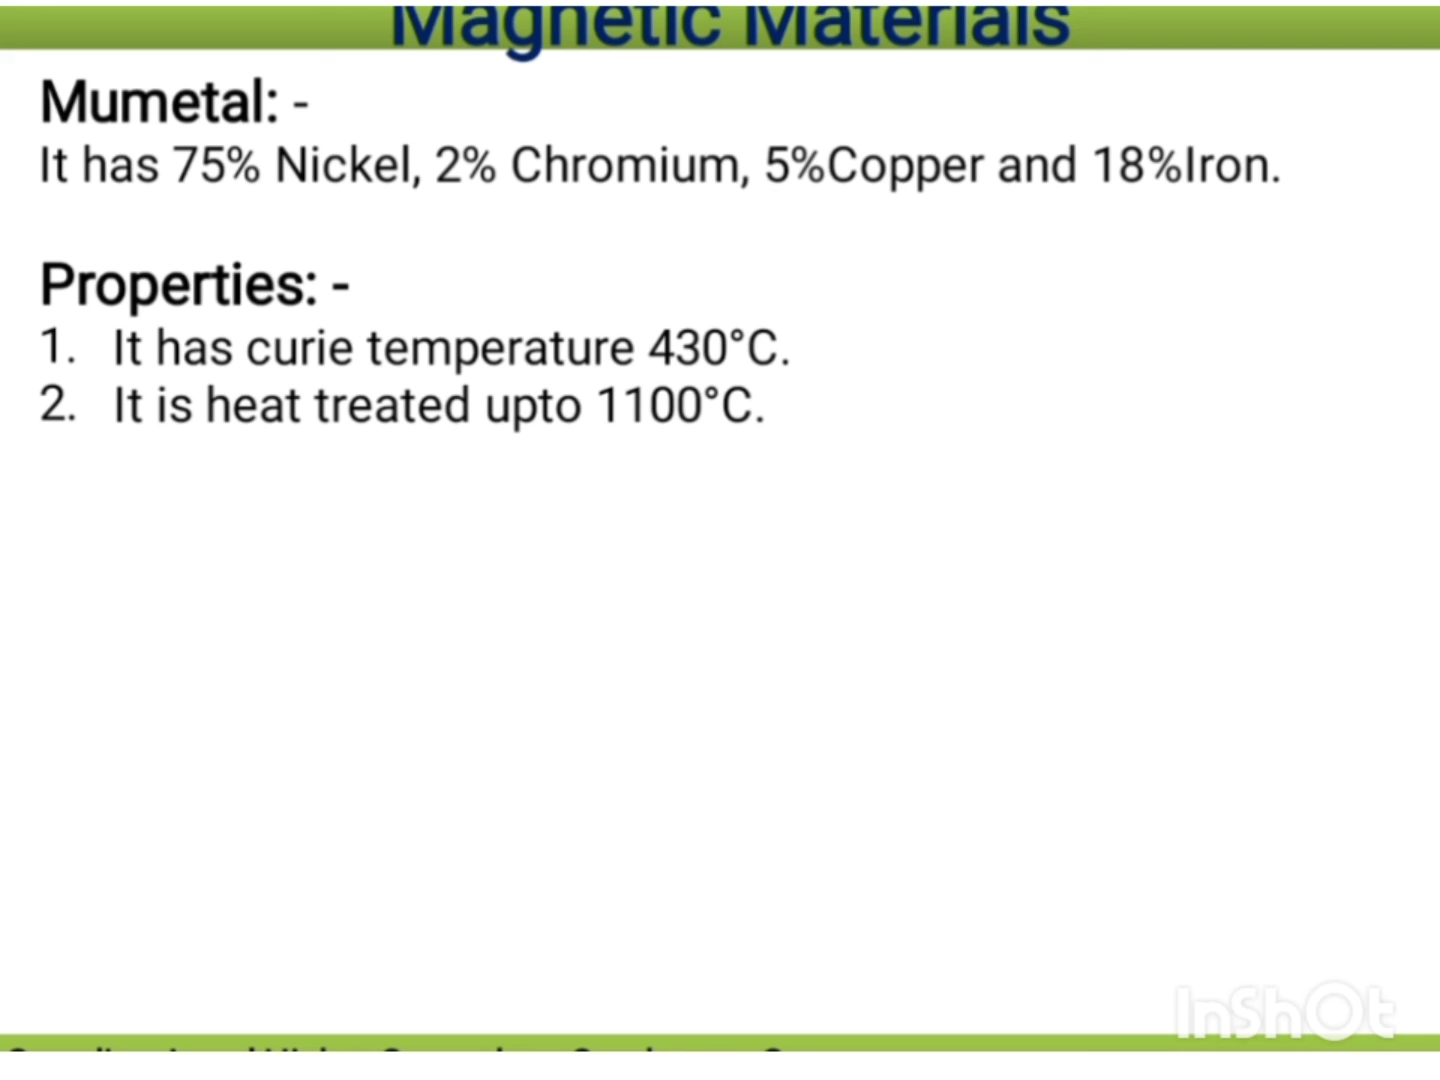 Magnetic Materials
Mumetal: -
It has 75% Nickel, 2% Chromium, 5%Copper and 18%Iron.
Properties: -
1. It has curie temperature 430°C.
2. It is heat treated upto 1100°C.
InShOt